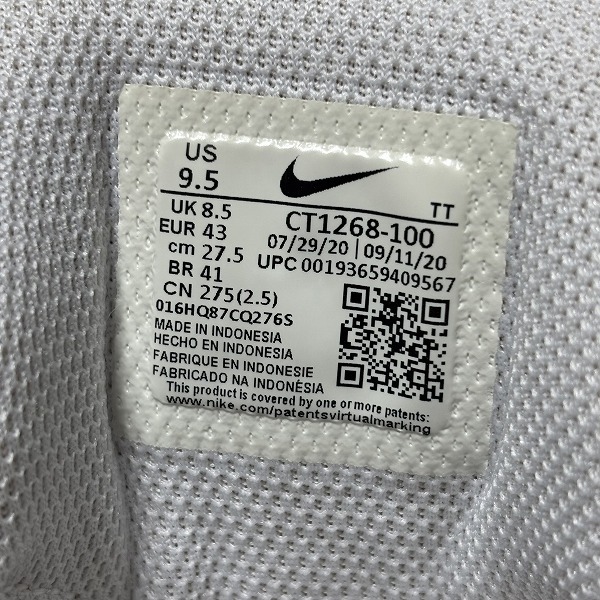 US
9.5
TT
UK 8.5
EUR 43
cm 27.5
BR 41
CN 275(2.5)
CT1268-100
07/29/20 | 09/11/20
UPC 00193659409567
016HQ87CQ276S
MADE IN INDONESIA
HECHO EN INDONESIA
FABRIQUE EN INDONESIE
FABRICADO NA INDONÉSIA
This product is covered by one or more patents:
www.nike.com/patentsvirtualmarking